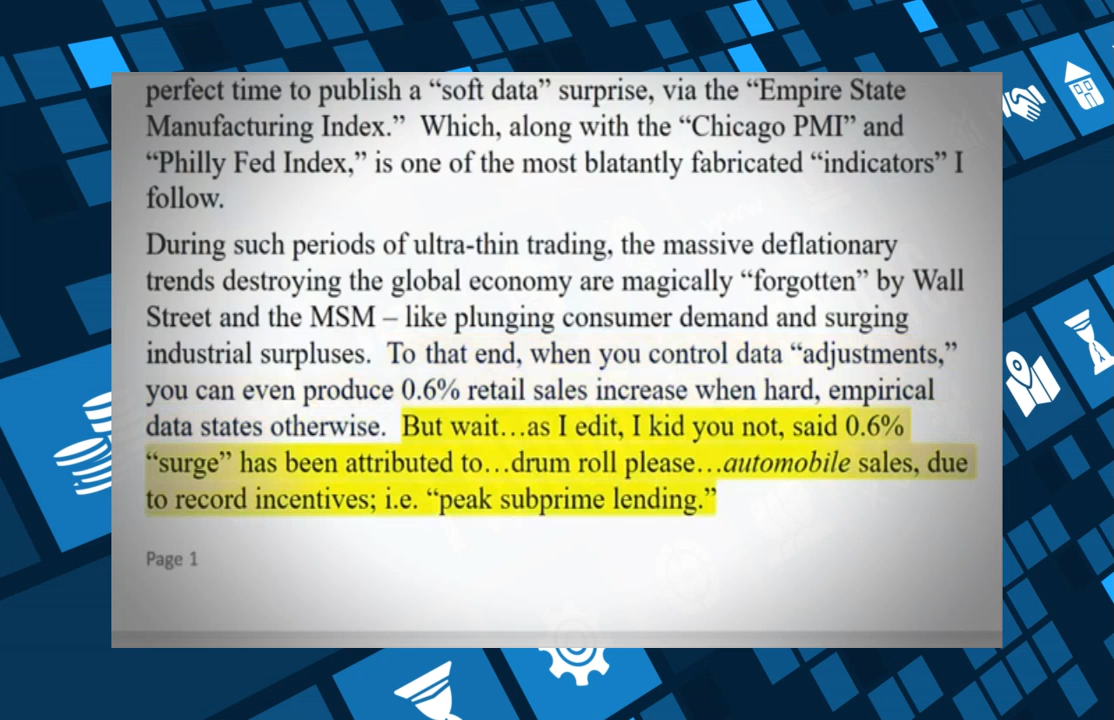 perfect time to publish a “soft data” surprise, via the “Empire State
Manufacturing Index.”  Which, along with the “Chicago PMI” and
“Philly Fed Index,” is one of the most blatantly fabricated “indicators” I
follow.
During such periods of ultra-thin trading, the massive deflationary
trends destroying the global economy are magically “forgotten” by Wall
Street and the MSM – like plunging consumer demand and surging
industrial surpluses.  To that end, when you control data “adjustments,”
you can even produce 0.6% retail sales increase when hard, empirical
data states otherwise.  But wait…as I edit, I kid you not, said 0.6%
“surge” has been attributed to…drum roll please…automobile sales, due
to record incentives; i.e. “peak subprime lending.”
Page 1